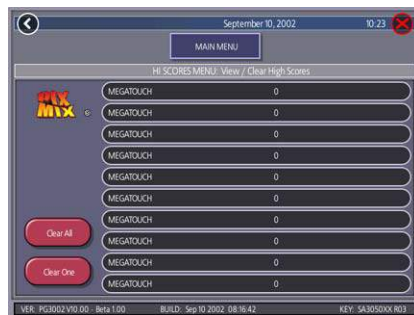 September 10, 2002 10:23
MAIN MENU
HI SCORES MENU: View / Clear High Scores
MIX
MEGATOUCH 0
MEGATOUCH 0
MEGATOUCH 0
MEGATOUCH 0
MEGATOUCH 0
MEGATOUCH 0
MEGATOUCH 0
MEGATOUCH 0
MEGATOUCH 0
MEGATOUCH 0
Clear All
Clear One
VER: PG3002 V10.00 - Beta 1.00 BUILD: Sep 10 2002 08:16:42 KEY: SA3050XX R03